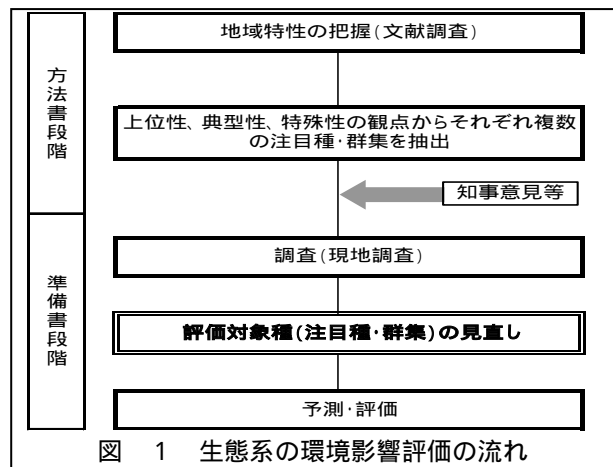 方法書段階
地域特性の把握(文献調査)
上位性、典型性、特殊性の観点からそれぞれ複数
の注目種・群集を抽出
知事意見等
準備書段階
調査(現地調査)
評価対象種(注目種・群集)の見直し
予測・評価
図 1 生態系の環境影響評価の流れ